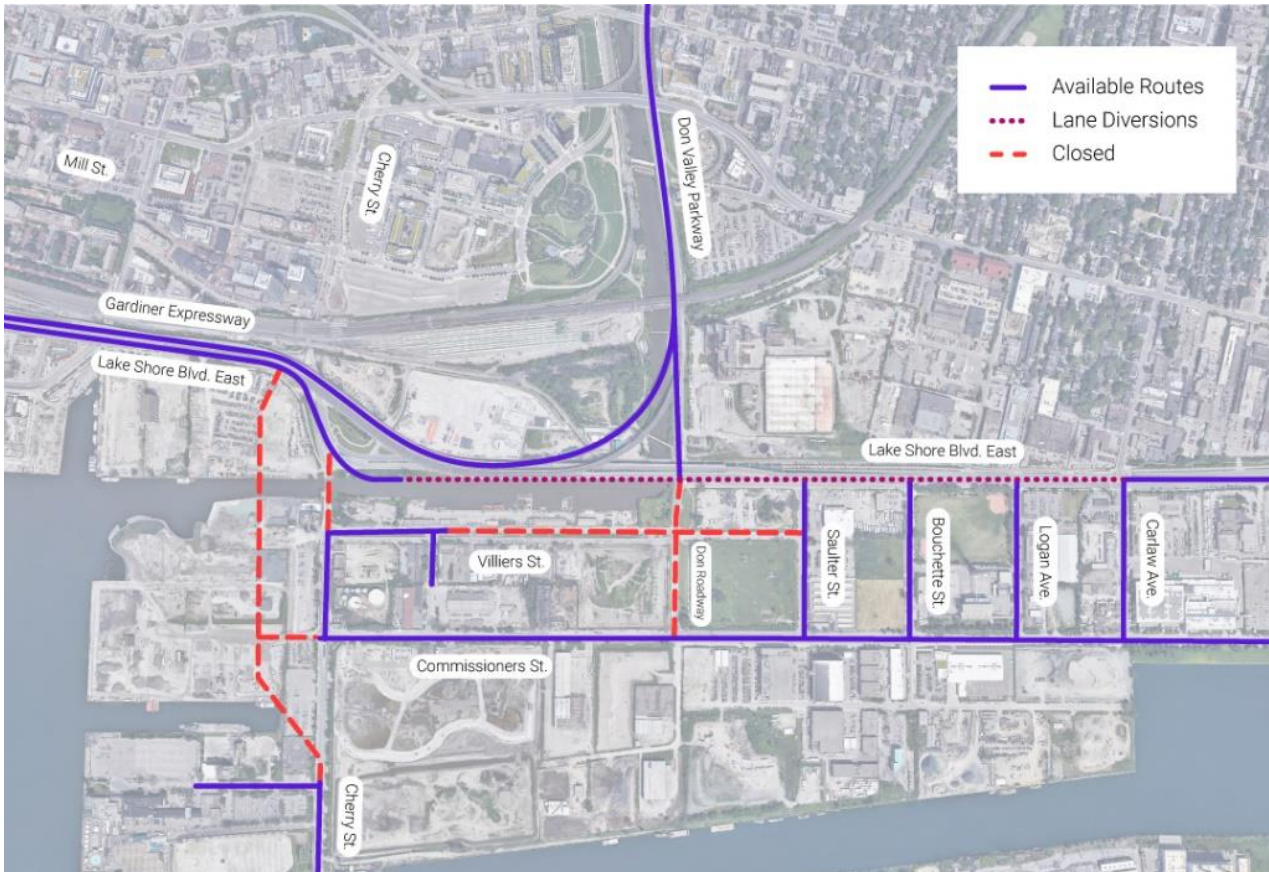 Available Routes
Lane Diversions
Closed
Mill St.
Cherry St.
Don Valley Parkway
Gardiner Expressway
Lake Shore Blvd. East
Lake Shore Blvd. East
Villiers St.
Don Roadway
Saulter St.
Bouchette St.
Logan Ave.
Carlaw Ave.
Commissioners St.
Cherry St.